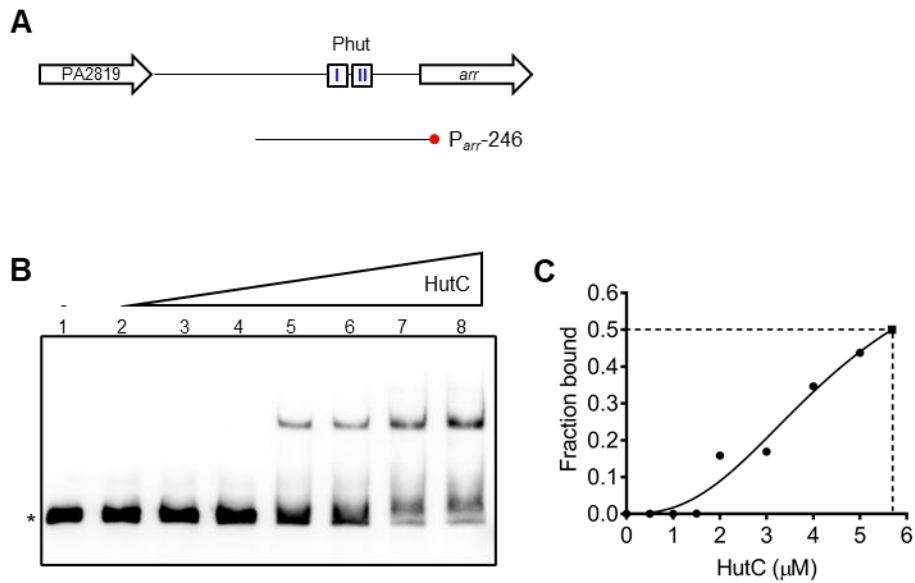 A
Phut
PA2819 I II arr
Parr-246
B
HutC
- 1 2 3 4 5 6 7 8
*
C
Fraction bound
0.6
0.5
0.4
0.3
0.2
0.1
0.0
0 1 2 3 4 5 6
HutC (μM)